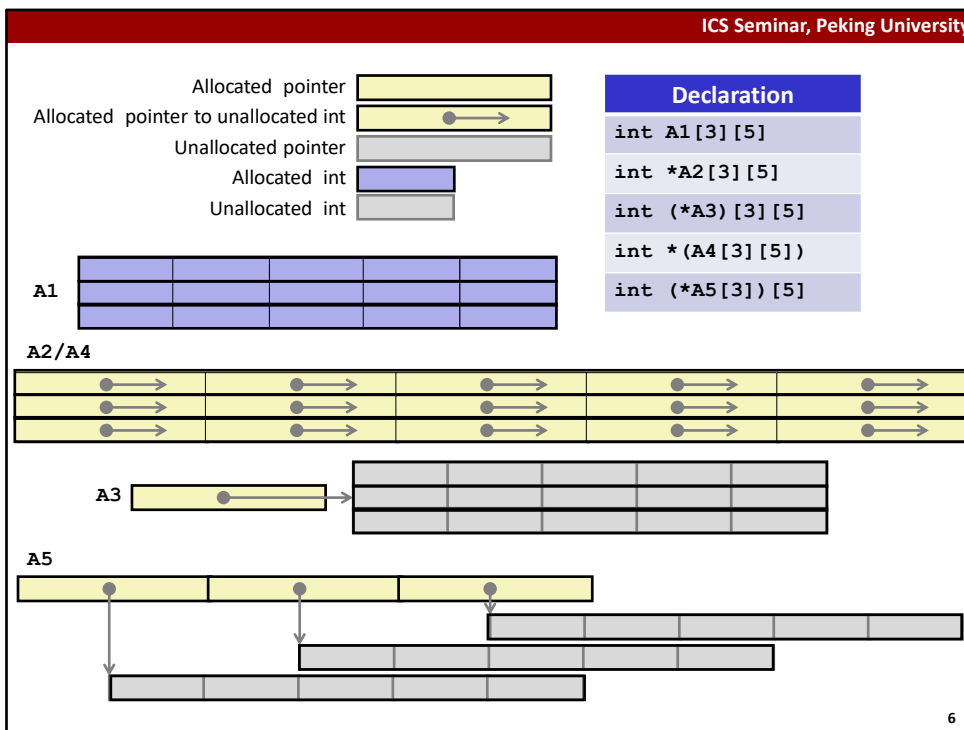 ICS Seminar, Peking University
Allocated pointer
Allocated pointer to unallocated int
Unallocated pointer
Allocated int
Unallocated int
Declaration
int A1[3][5]
int *A2[3][5]
int (*A3)[3][5]
int *(A4[3][5])
int (*A5[3])[5]
A1
A2/A4
A3
A5
6